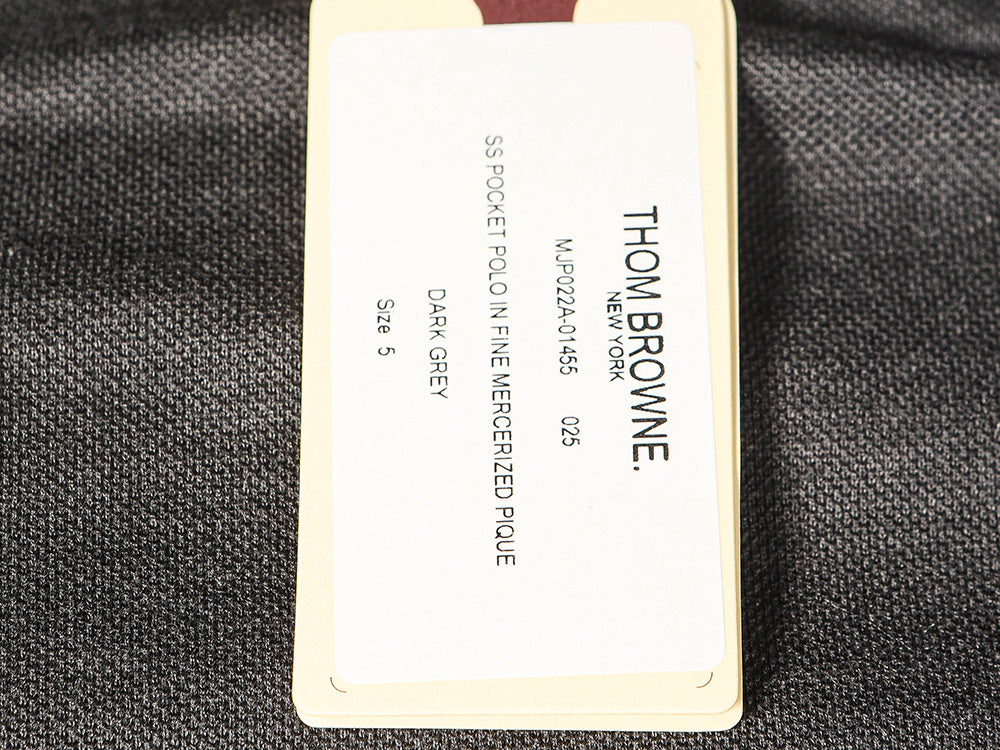 THOM BROWNE.
NEW YORK
MJP022A-01455 025
SS POCKET POLO IN FINE MERCERIZED PIQUE
DARK GREY
Size 5